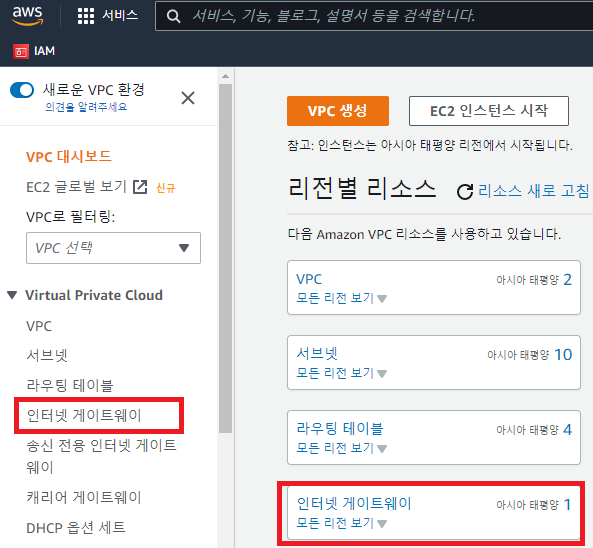 aws
서비스
서비스, 기능, 블로그, 설명서 등을 검색합니다.
IAM
새로운 VPC 환경
의견을 알려주세요
VPC 대시보드
EC2 글로벌 보기 신규
VPC로 필터링:
VPC 선택
Virtual Private Cloud
VPC
서브넷
라우팅 테이블
인터넷 게이트웨이
송신 전용 인터넷 게이트
웨이
캐리어 게이트웨이
DHCP 옵션 세트
VPC 생성
EC2 인스턴스 시작
참고: 인스턴스는 아시아 태평양 리전에서 시작됩니다.
리전별 리소스
리소스 새로 고침
다음 Amazon VPC 리소스를 사용하고 있습니다.
VPC 아시아 태평양 2
모든 리전 보기
서브넷 아시아 태평양 10
모든 리전 보기
라우팅 테이블 아시아 태평양 4
모든 리전 보기
인터넷 게이트웨이 아시아 태평양 1
모든 리전 보기